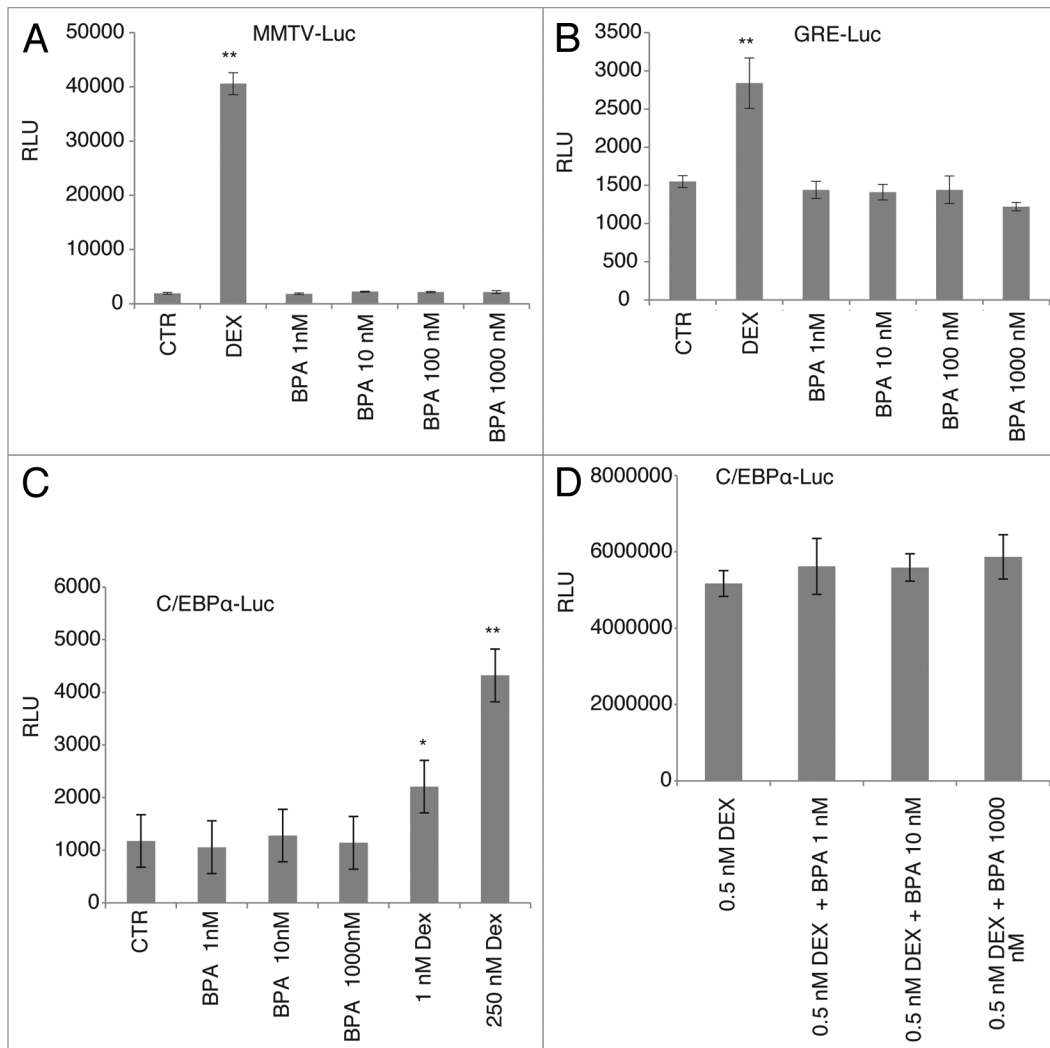 A
MMTV-Luc
**
RLU
50000
40000
30000
20000
10000
0
CTR
DEX
BPA 1nM
BPA 10 nM
BPA 100 nM
BPA 1000 nM
B
GRE-Luc
**
RLU
3500
3000
2500
2000
1500
1000
500
0
CTR
DEX
BPA 1nM
BPA 10 nM
BPA 100 nM
BPA 1000 nM
C
C/EBPα-Luc
RLU
6000
5000
4000
3000
2000
1000
0
*
**
CTR
BPA 1nM
BPA 10nM
BPA 1000nM
1 nM Dex
250 nM Dex
D
C/EBPα-Luc
RLU
8000000
6000000
4000000
2000000
0
0.5 nM DEX
0.5 nM DEX + BPA 1 nM
0.5 nM DEX + BPA 10 nM
0.5 nM DEX + BPA 1000
nM